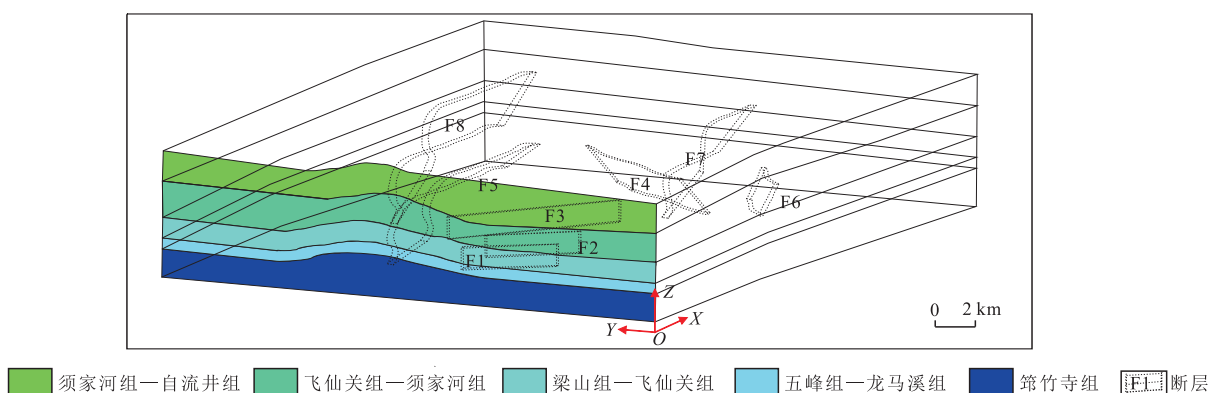 F8
F7
F5
F4
F6
F3
F2
F1
Z
X
Y
O
0 2 km
须家河组—自流井组 飞仙关组—须家河组 梁山组—飞仙关组 五峰组—龙马溪组 筇竹寺组 F1 断层